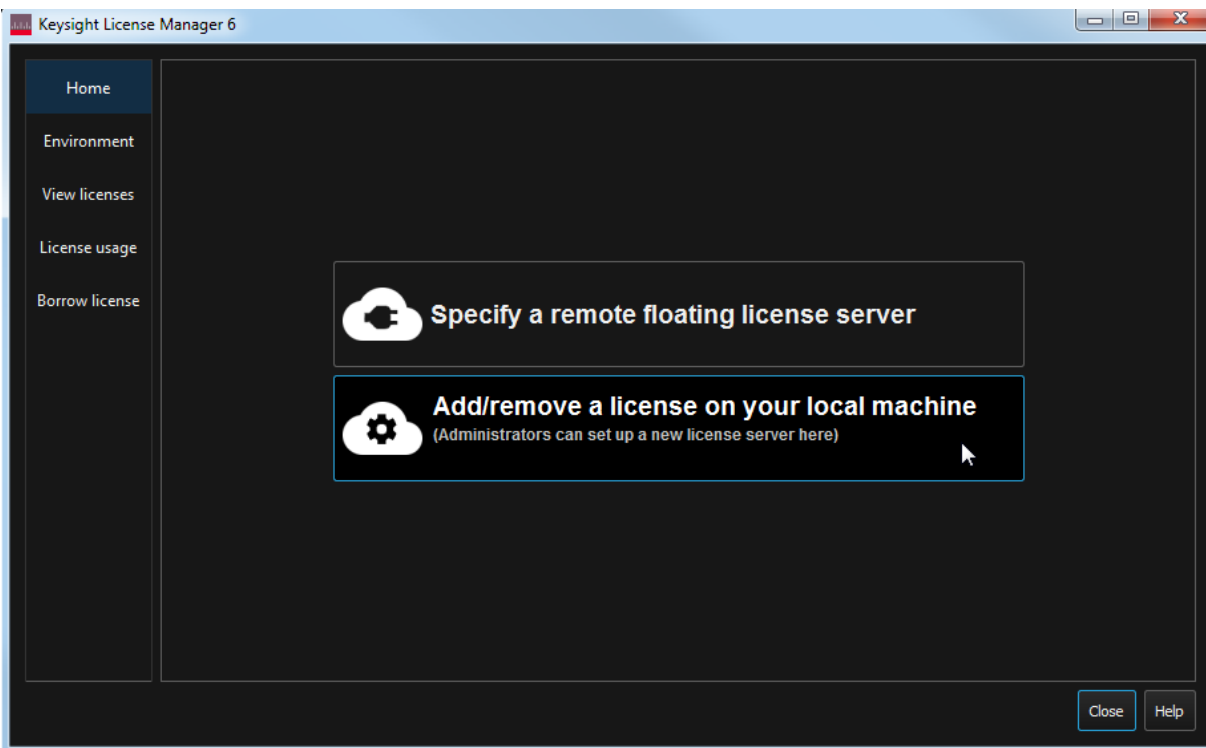 Keysight License Manager 6
Home
Environment
View licenses
License usage
Borrow license
Specify a remote floating license server
Add/remove a license on your local machine
(Administrators can set up a new license server here)
Close
Help